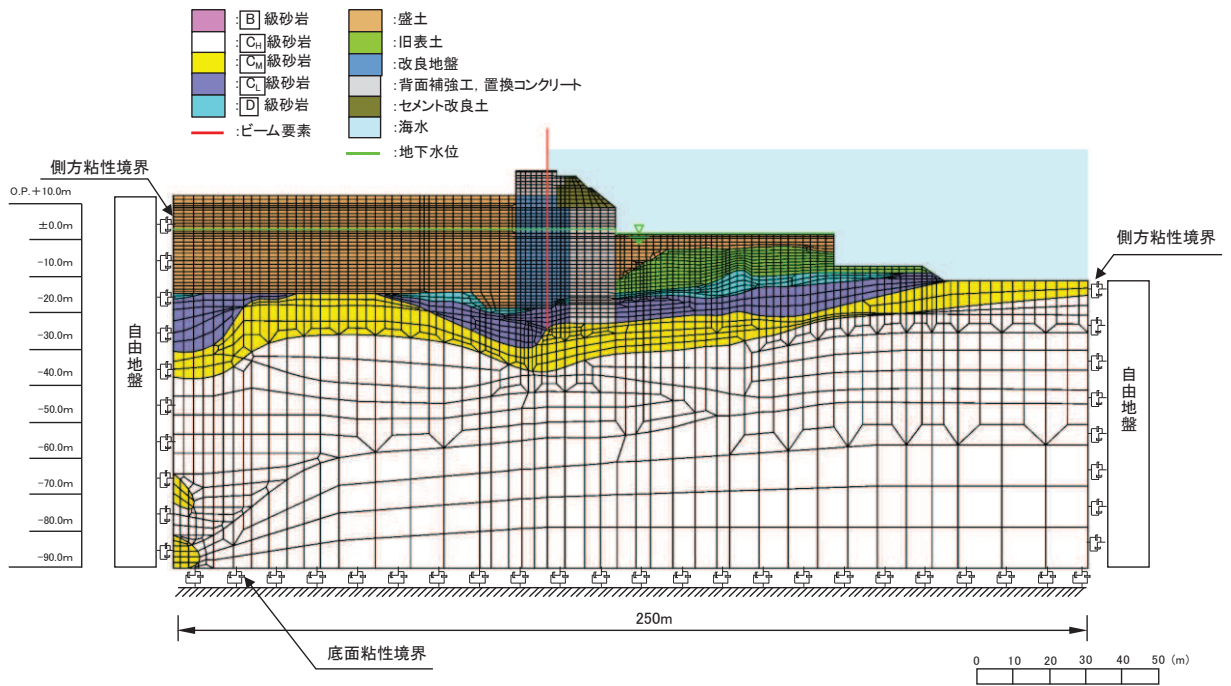 :B 級砂岩
:CH級砂岩
:CM級砂岩
:CL級砂岩
:D 級砂岩
:ビーム要素
:盛土
:旧表土
:改良地盤
:背面補強工, 置換コンクリート
:セメント改良土
:海水
:地下水位
側方粘性境界
O.P.+10.0m
±0.0m
-10.0m
-20.0m
-30.0m
-40.0m
-50.0m
-60.0m
-70.0m
-80.0m
-90.0m
自由地盤
側方粘性境界
自由地盤
250m
底面粘性境界
0 10 20 30 40 50 (m)